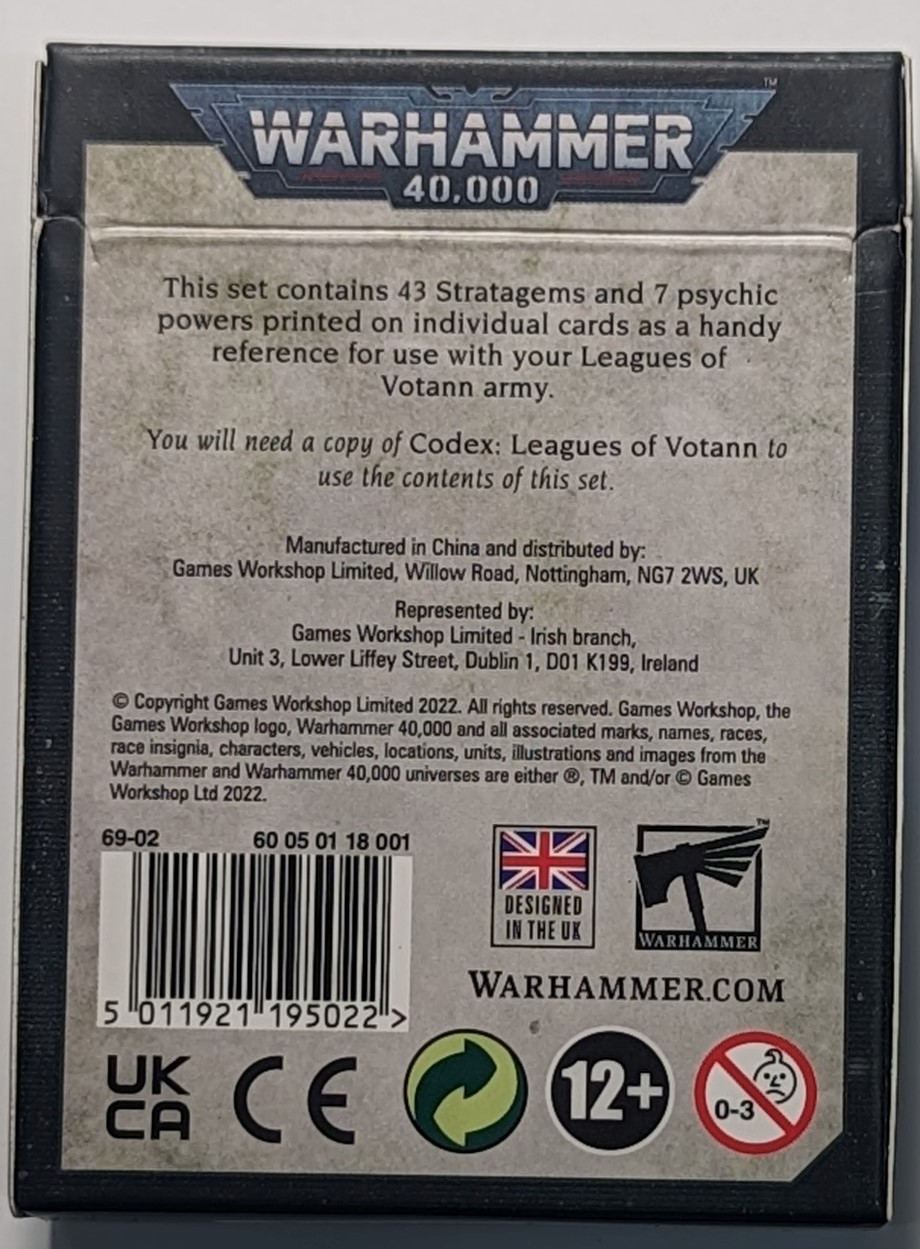 WARHAMMER™
40,000
This set contains 43 Stratagems and 7 psychic
powers printed on individual cards as a handy
reference for use with your Leagues of
Votann army.
You will need a copy of Codex: Leagues of Votann to
use the contents of this set.
Manufactured in China and distributed by:
Games Workshop Limited, Willow Road, Nottingham, NG7 2WS, UK
Represented by:
Games Workshop Limited - Irish branch,
Unit 3, Lower Liffey Street, Dublin 1, D01 K199, Ireland
© Copyright Games Workshop Limited 2022. All rights reserved. Games Workshop, the
Games Workshop logo, Warhammer 40,000 and all associated marks, names, races,
race insignia, characters, vehicles, locations, units, illustrations and images from the
Warhammer and Warhammer 40,000 universes are either ®, TM and/or © Games
Workshop Ltd 2022.
69-02 60 05 01 18 001
5 011921 195022 >
DESIGNED
IN THE UK
™
WARHAMMER
WARHAMMER.COM
UK
CA
CE
12+
0-3